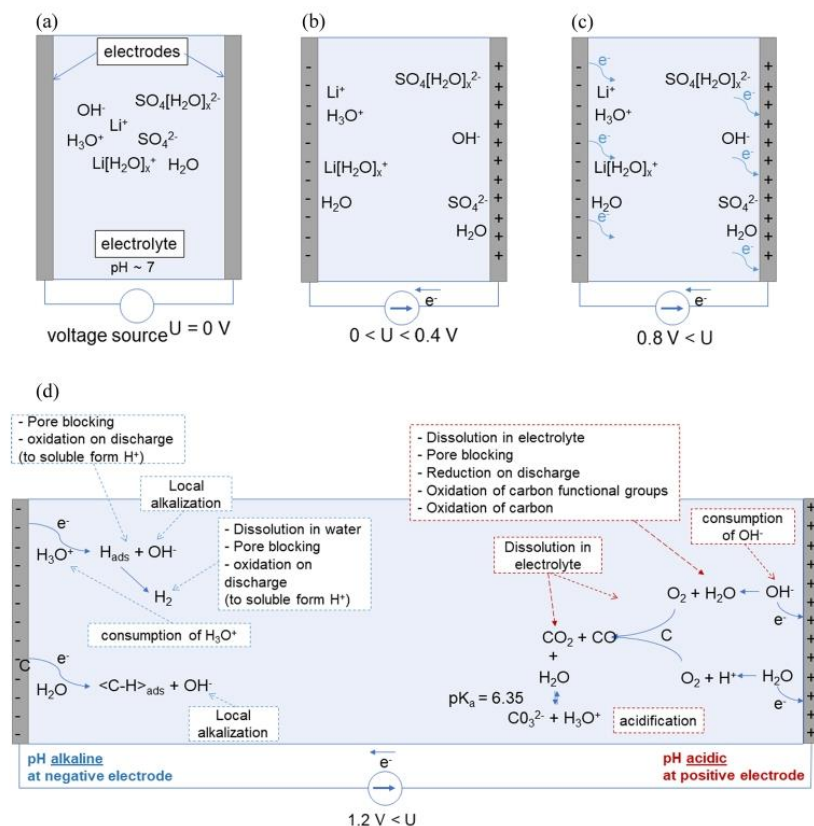 (a)
electrodes
OH⁻
SO₄[H₂O]ₓ²⁻
Li⁺
H₃O⁺
SO₄²⁻
Li[H₂O]ₓ⁺
H₂O
electrolyte
pH ~ 7
voltage source
U = 0 V
(b)
Li⁺
SO₄[H₂O]ₓ²⁻
H₃O⁺
OH⁻
Li[H₂O]ₓ⁺
H₂O
SO₄²⁻
H₂O
e⁻
0 < U < 0.4 V
(c)
e⁻
SO₄[H₂O]ₓ²⁻
Li⁺
e⁻
H₃O⁺
e⁻
OH⁻
e⁻
Li[H₂O]ₓ⁺
H₂O
SO₄²⁻
e⁻
H₂O
e⁻
e⁻
0.8 V < U
(d)
- Pore blocking
- oxidation on discharge
(to soluble form H⁺)
Local
alkalization
e⁻
H₃O⁺
H_ads + OH⁻
H₂
- Dissolution in water
- Pore blocking
- oxidation on
discharge
(to soluble form H⁺)
consumption of H₃O⁺
C
e⁻
H₂O
<C-H>_ads + OH⁻
Local
alkalization
pH alkaline
at negative electrode
- Dissolution in electrolyte
- Pore blocking
- Reduction on discharge
- Oxidation of carbon functional groups
- Oxidation of carbon
consumption
of OH⁻
Dissolution in
electrolyte
O₂ + H₂O
OH⁻
e⁻
CO₂ + CO
C
+
H₂O
O₂ + H⁺
H₂O
e⁻
pKₐ = 6.35
C0₃²⁻ + H₃O⁺
acidification
pH acidic
at positive electrode
e⁻
1.2 V < U